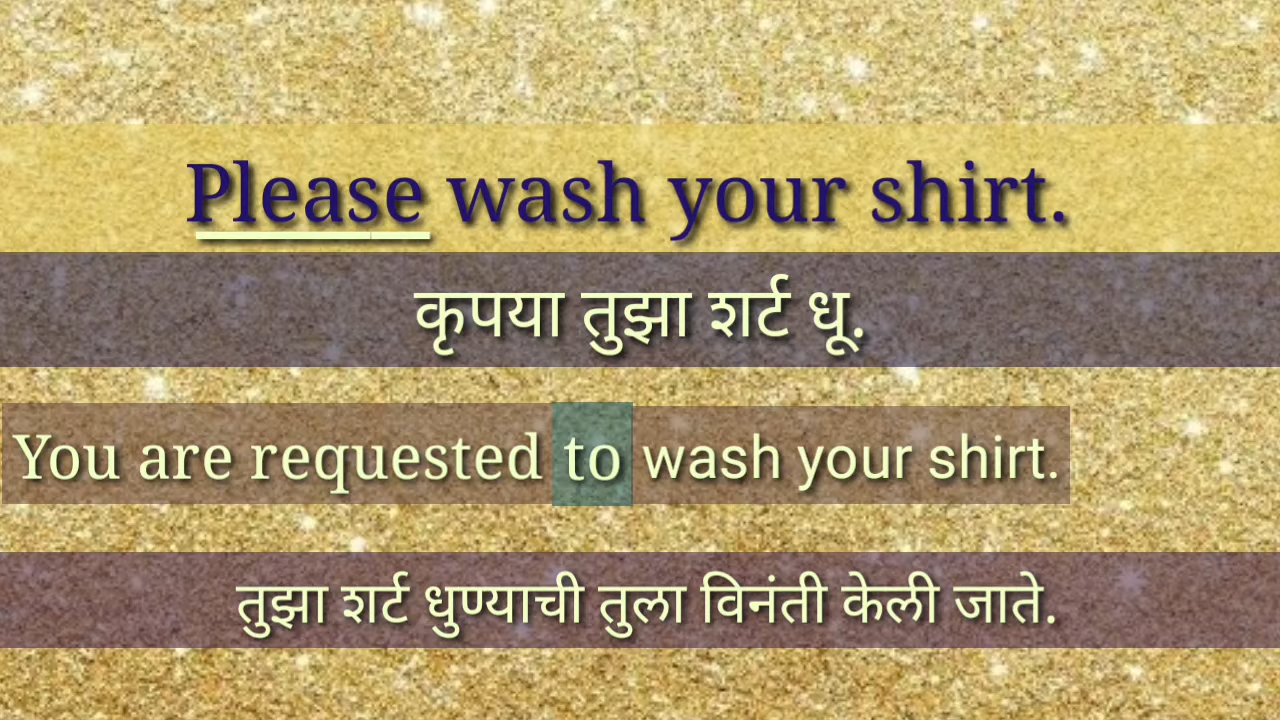 Please wash your shirt.
कृपया तुझा शर्ट धू.
You are requested to wash your shirt.
तुझा शर्ट धुण्याची तुला विनंती केली जाते.